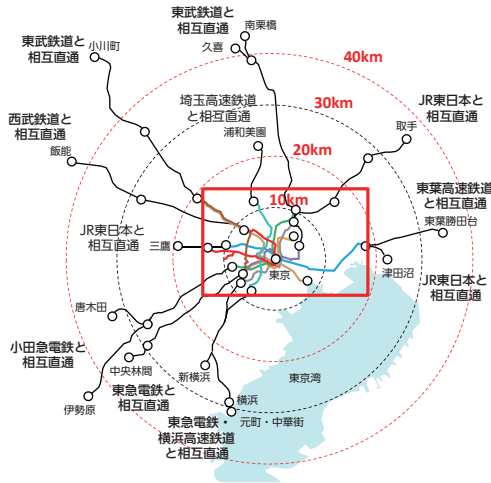 東武鉄道と
相互直通
南栗橋
久喜
東武鉄道と
相互直通
小川町
40km
30km
埼玉高速鉄道
と相互直通
浦和美園
JR東日本と
相互直通
取手
西武鉄道と
相互直通
飯能
20km
10km
東葉高速鉄道
と相互直通
東葉勝田台
JR東日本と
相互直通
三鷹
東京
津田沼
JR東日本と
相互直通
唐木田
小田急電鉄と
相互直通
中央林間
新横浜
東京湾
東急電鉄と
相互直通
伊勢原
横浜
元町・中華街
東急電鉄・
横浜高速鉄道
と相互直通